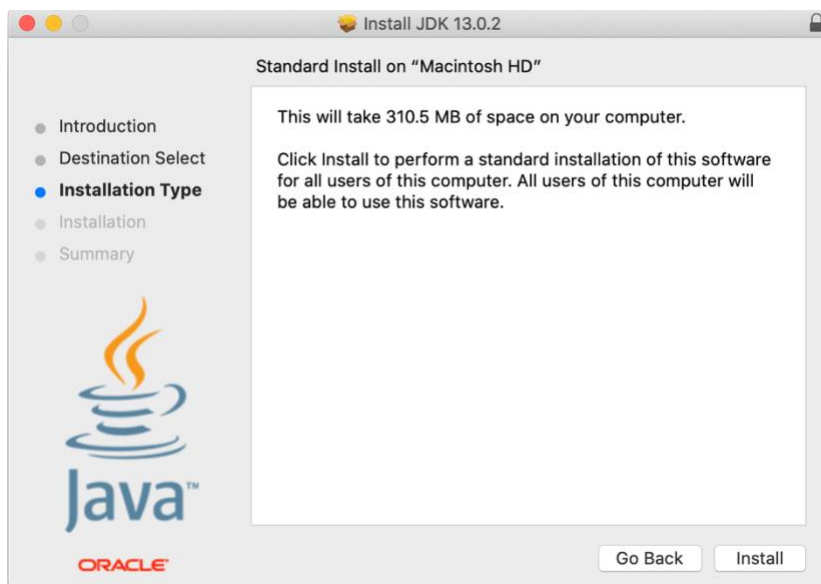 Install JDK 13.0.2
Standard Install on “Macintosh HD”
Introduction
Destination Select
Installation Type
Installation
Summary
This will take 310.5 MB of space on your computer.
Click Install to perform a standard installation of this software
for all users of this computer. All users of this computer will
be able to use this software.
Java™
ORACLE®
Go Back
Install